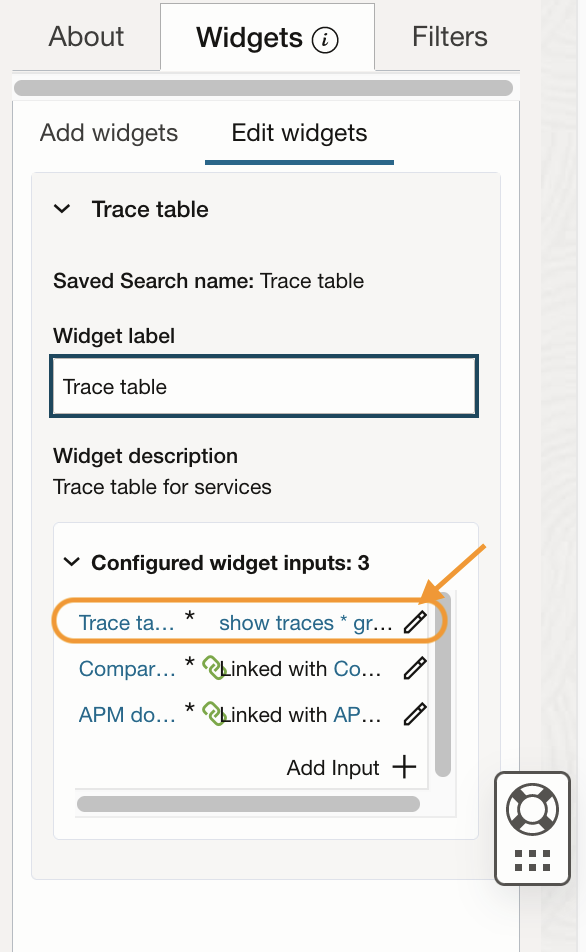 About Widgets i Filters
Add widgets Edit widgets
Trace table
Saved Search name: Trace table
Widget label
Trace table
Widget description
Trace table for services
Configured widget inputs: 3
Trace ta... * show traces * gr...
Compar... * Linked with Co...
APM do... * Linked with AP...
Add Input +